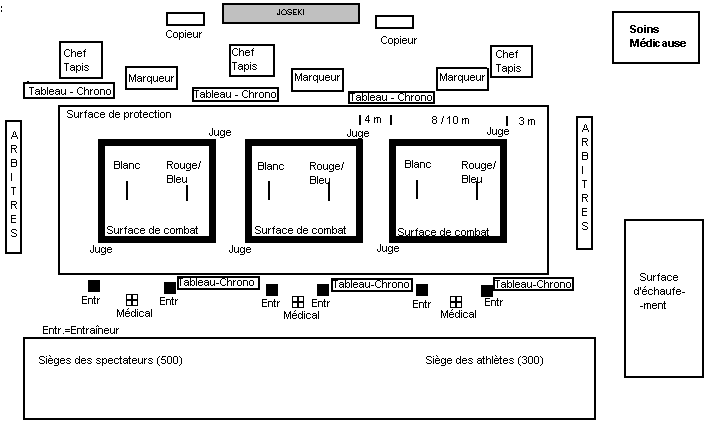 :
JOSEKI
Copieur
Copieur
Soins
Médicause
Chef
Tapis
Marqueur
Chef
Tapis
Marqueur
Marqueur
Chef
Tapis
Tableau - Chrono
Tableau - Chrono
Tableau - Chrono
Surface de protection
4 m
8 / 10 m
3 m
Juge
Juge
Juge
ARBITRES
ARBITRES
Blanc
Rouge/
Bleu
Surface de combat
Blanc
Rouge/
Bleu
Surface de combat
Blanc
Rouge/
Bleu
Surface de combat
Juge
Juge
Juge
Tableau-Chrono
Tableau-Chrono
Tableau-Chrono
Entr
Médical
Entr
Entr
Médical
Entr
Entr
Médical
Entr
Surface
d'échaufe-
-ment
Entr.=Entraîneur
Sièges des spectateurs (500)
Siège des athlètes (300)